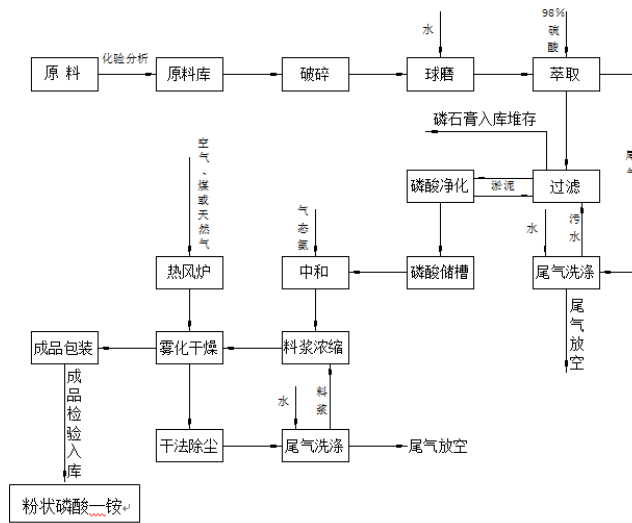 98%
硫
酸
水
化验分析
原 料
原料库
破碎
球磨
萃取
磷石膏入库堆存
空
气
、
煤
或
天
然
气
磷酸净化
淤泥
过滤
气
态
氨
水
污
水
热风炉
中和
磷酸储槽
尾气洗涤
尾
气
放
空
成品包装
雾化干燥
料浆浓缩
成
品
检
验
入
库
水
料
浆
干法除尘
尾气洗涤
尾气放空
粉状磷酸一铵